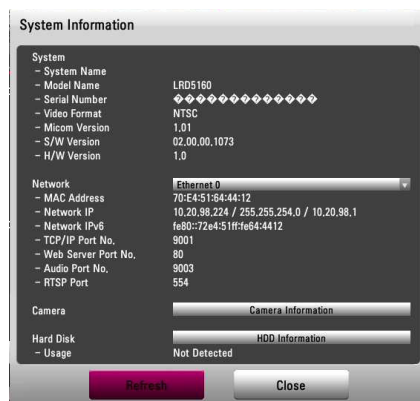 System Information
System
- System Name
- Model Name LRD5160
- Serial Number ���������������
- Video Format NTSC
- Micom Version 1.01
- S/W Version 02.00.00.1073
- H/W Version 1.0
Network Ethernet 0
- MAC Address 70:E4:51:64:44:12
- Network IP 10.20.98.224 / 255.255.254.0 / 10.20.98.1
- Network IPv6 fe80::72e4:51ff:fe64:4412
- TCP/IP Port No. 9001
- Web Server Port No. 80
- Audio Port No. 9003
- RTSP Port 554
Camera Camera Information
Hard Disk HDD Information
- Usage Not Detected
Refresh Close